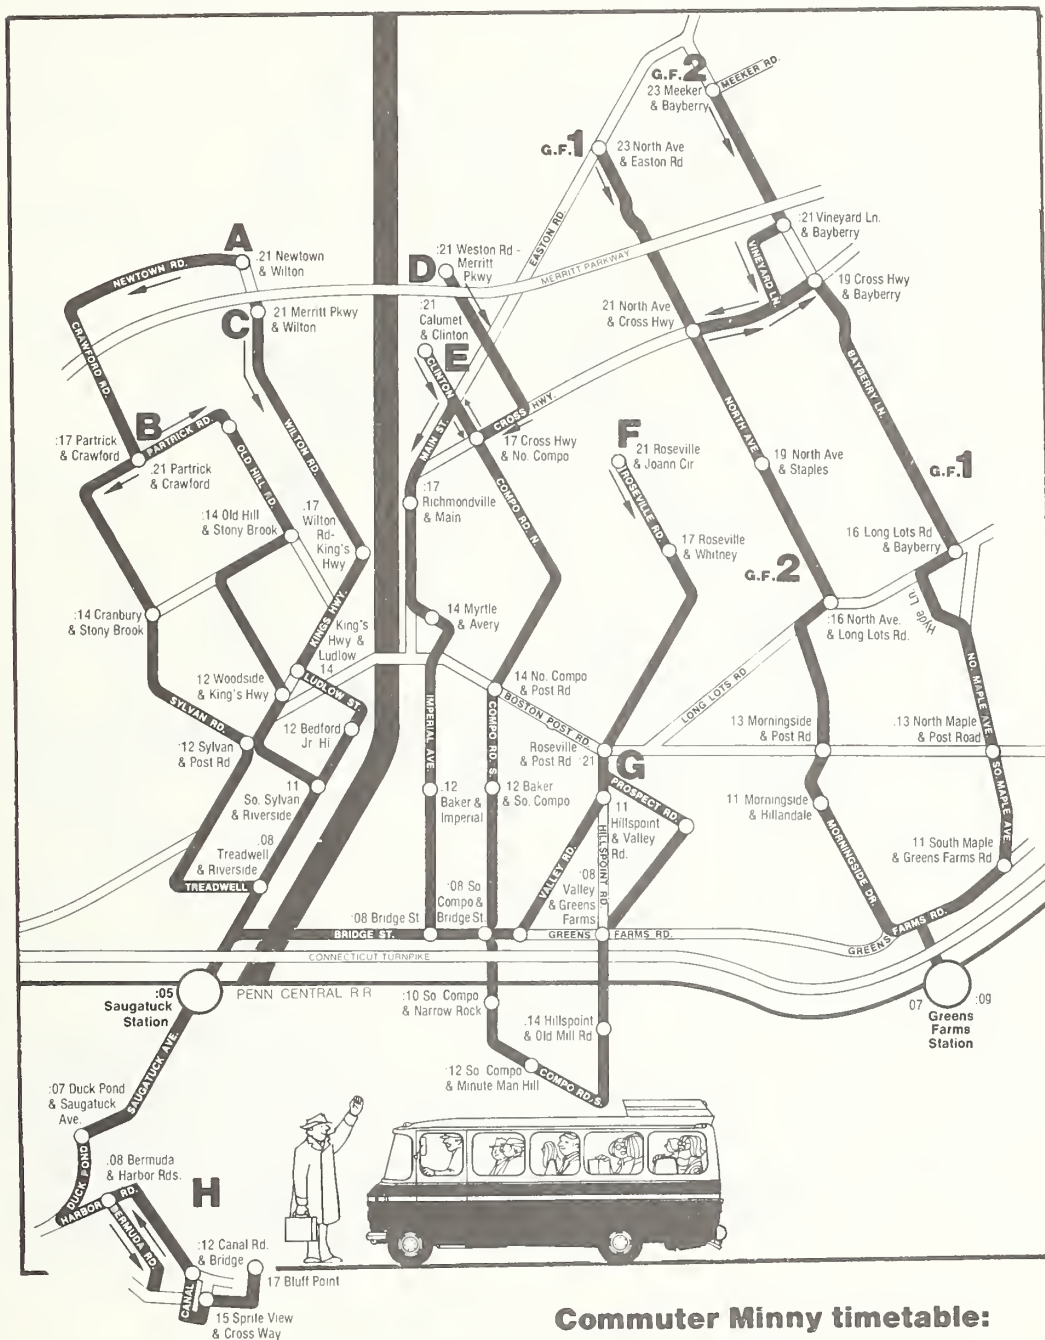 G.F.2
MEEKER RD.
23 Meeker
& Bayberry
G.F.1
23 North Ave
& Easton Rd
EASTON RD.
MERRITT PARKWAY
:21 Vineyard Ln.
& Bayberry
VINEYARD LN.
A
.21 Newtown
& Wilton
NEWTOWN RD.
D
:21 Weston Rd -
Merritt
Pkwy
19 Cross Hwy
& Bayberry
21 North Ave
& Cross Hwy
C
21 Merritt Pkwy
& Wilton
:21
Calumet
& Clinton
E
CLINTON
CRAWFORD RD.
WILTON RD.
MAIN ST.
CROSS HWY.
BAYBERRY LN.
NORTH AVE
B
PARTRICK RD.
:17 Partrick
& Crawford
.21 Partrick
& Crawford
OLD HILL RD.
17 Cross Hwy
& No. Compo
F
21 Roseville
& Joann Cir
ROSEVILLE RD.
19 North Ave
& Staples
G.F.1
:17
Richmondville
& Main
COMPO RD. N.
:14 Old Hill
& Stony Brook
.17
Wilton
Rd-
King's
Hwy
17 Roseville
& Whitney
16 Long Lots Rd
& Bayberry
G.F.2
Hyde Ln.
:14 Cranbury
& Stony Brook
KINGS HWY.
King's
Hwy &
Ludlow
14
14 Myrtle
& Avery
:16 North Ave.
& Long Lots Rd.
LONG LOTS RD
12 Woodside
& King's Hwy
LUDLOW ST.
14 No. Compo
& Post Rd
BOSTON POST RD.
SYLVAN RD.
:12 Sylvan
& Post Rd
12 Bedford
Jr Hi
IMPERIAL AVE.
COMPO RD. S.
Roseville
& Post Rd :21
G
13 Morningside
& Post Rd
.13 North Maple
& Post Road
NO. MAPLE AVE.
SO. MAPLE AVE.
11
So. Sylvan
& Riverside
.12
Baker &
Imperial
12 Baker
& So. Compo
PROSPECT RD.
11
Hillspoint
& Valley
Rd.
11 Morningside
& Hillandale
MORNINGSIDE DR.
11 South Maple
& Greens Farms Rd
.08
Treadwell
& Riverside
TREADWELL
VALLEY RD.
HILLSPOINT RD
:08 So
Compo &
Bridge St.
:08
Valley
& Greens
Farms
:08 Bridge St
BRIDGE ST.
GREENS FARMS RD.
GREENS FARMS RD.
CONNECTICUT TURNPIKE
PENN CENTRAL R R
:05
Saugatuck
Station
:10 So Compo
& Narrow Rock
.14 Hillspoint
& Old Mill Rd
07 :09
Greens
Farms
Station
SAUGATUCK AVE.
:12 So. Compo
& Minute Man Hill
COMPO RD. S.
:07 Duck Pond
& Saugatuck
Ave.
DUCK POND
.08 Bermuda
& Harbor Rds.
HARBOR RD.
BERMUDA RD
H
:12 Canal Rd.
& Bridge
CANAL
17 Bluff Point
15 Sprite View
& Cross Way
Commuter Minny timetable: